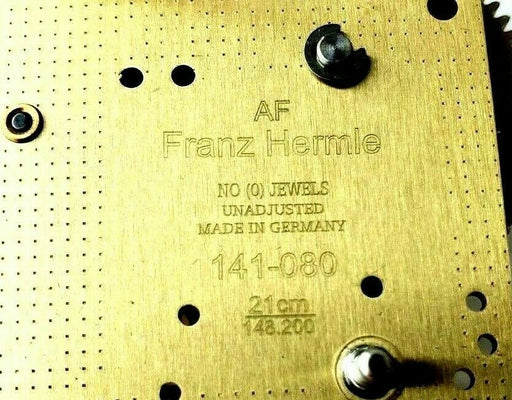 AF
Franz Hermle
NO (0) JEWELS
UNADJUSTED
MADE IN GERMANY
141-080
21cm
148.200